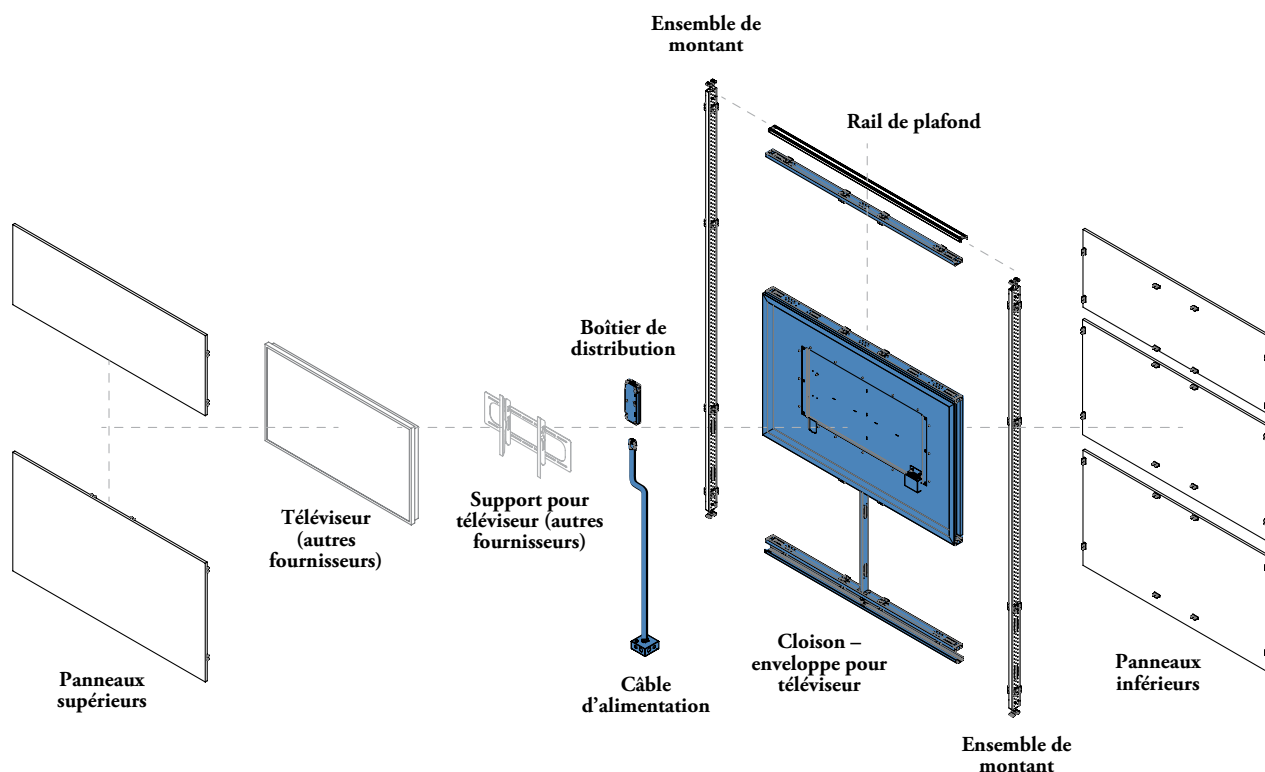 Ensemble de
montant
Rail de plafond
Boîtier de
distribution
Téléviseur
(autres
fournisseurs)
Support pour
téléviseur (autres
fournisseurs)
Panneaux
supérieurs
Câble
d’alimentation
Cloison –
enveloppe pour
téléviseur
Panneaux
inférieurs
Ensemble de
montant